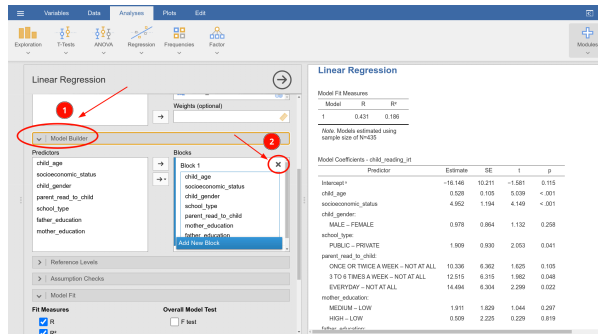 Variables Data Analyses Plots Edit
Exploration T-Tests ANOVA Regression Frequencies Factor Modules
Linear Regression
Weights (optional)
1
Model Builder
2
Predictors
child_age
socioeconomic_status
child_gender
parent_read_to_child
school_type
father_education
mother_education
Blocks
Block 1
child_age
socioeconomic_status
child_gender
school_type
parent_read_to_child
mother_education
father_education
Add New Block
Reference Levels
Assumption Checks
Model Fit
Fit Measures Overall Model Test
R F test
R²
Linear Regression
Model Fit Measures
Model R R²
1 0.431 0.186
Note. Models estimated using
sample size of N=435
Model Coefficients - child_reading_irt
Predictor Estimate SE t p
Intercept ᵃ −16.146 10.211 −1.581 0.115
child_age 0.528 0.105 5.039 < .001
socioeconomic_status 4.952 1.194 4.149 < .001
child_gender:
MALE – FEMALE 0.978 0.864 1.132 0.258
school_type:
PUBLIC – PRIVATE 1.909 0.930 2.053 0.041
parent_read_to_child:
ONCE OR TWICE A WEEK – NOT AT ALL 10.336 6.362 1.625 0.105
3 TO 6 TIMES A WEEK – NOT AT ALL 12.515 6.315 1.982 0.048
EVERYDAY – NOT AT ALL 14.494 6.304 2.299 0.022
mother_education:
MEDIUM – LOW 1.911 1.829 1.044 0.297
HIGH – LOW 0.509 2.225 0.229 0.819
father_education: